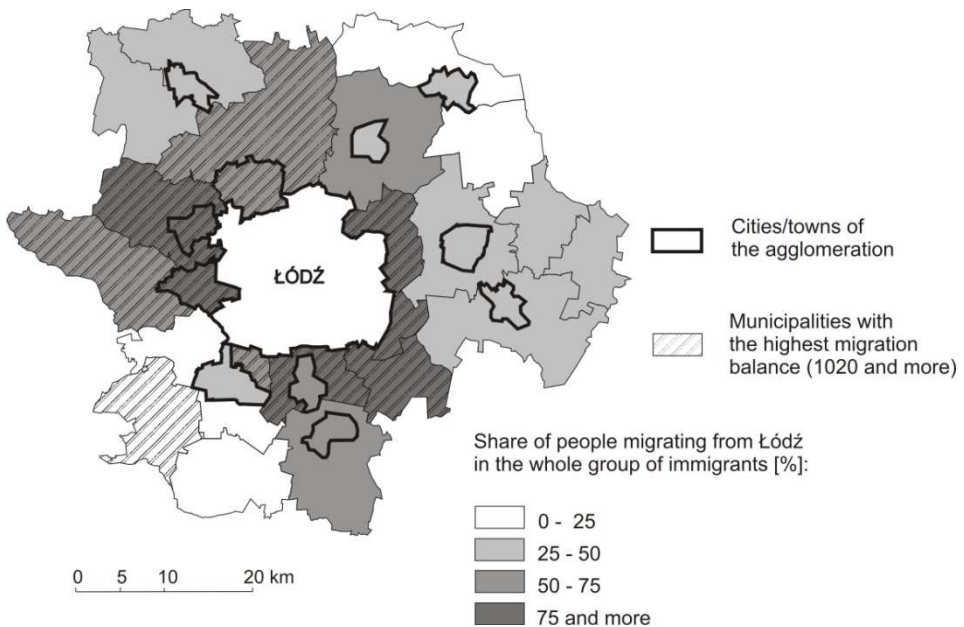 ŁÓDŹ
Cities/towns of
the agglomeration
Municipalities with
the highest migration
balance (1020 and more)
Share of people migrating from Łódź
in the whole group of immigrants [%]:
0 - 25
25 - 50
50 - 75
75 and more
0 5 10 20 km